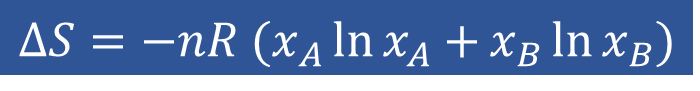 ΔS = −nR (x_A ln x_A + x_B ln x_B)